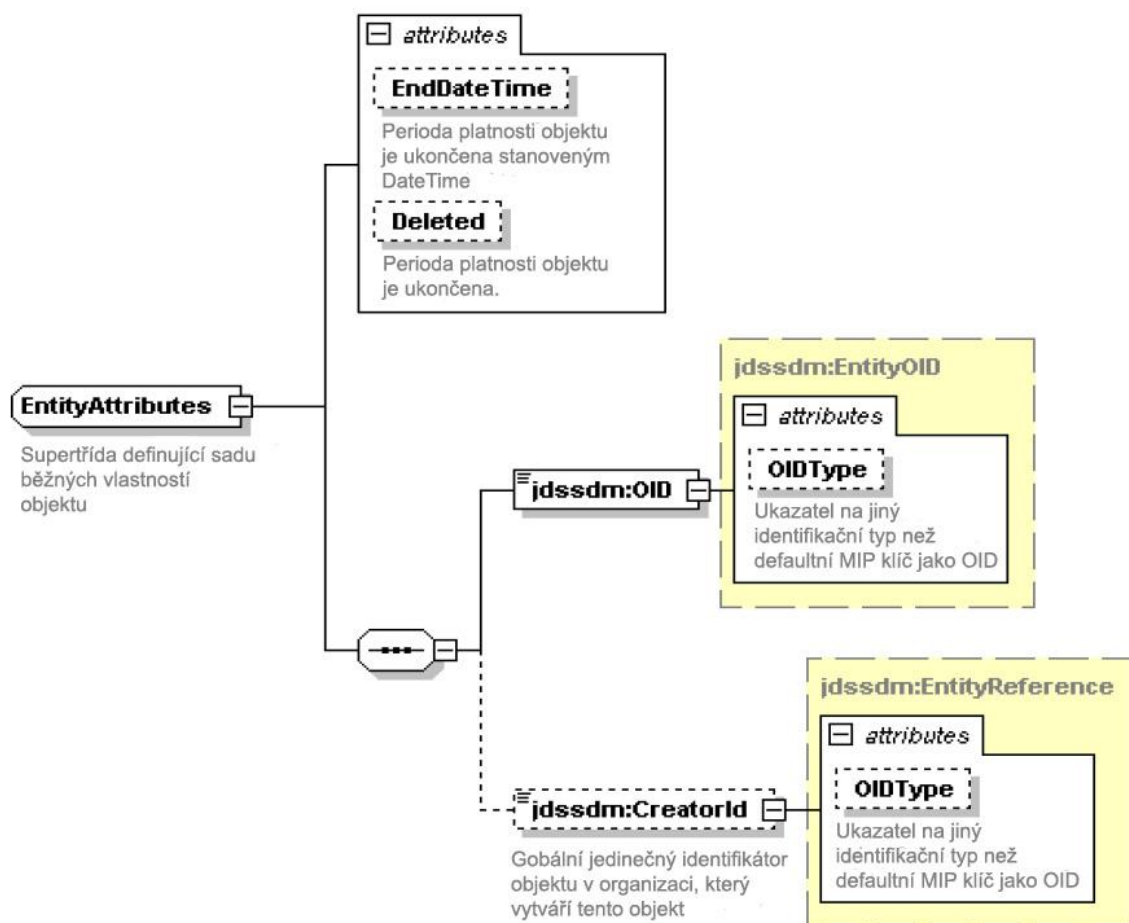 attributes
EndDateTime
Perioda platnosti objektu
je ukončena stanoveným
DateTime
Deleted
Perioda platnosti objektu
je ukončena.
EntityAttributes
Supertřída definující sadu
běžných vlastností
objektu
jdssdm:EntityOID
attributes
OIDType
Ukazatel na jiný
identifikační typ než
defaultní MIP klíč jako OID
jdssdm:OID
jdssdm:EntityReference
attributes
OIDType
Ukazatel na jiný
identifikační typ než
defaultní MIP klíč jako OID
jdssdm:CreatorId
Gobální jedinečný identifikátor
objektu v organizaci, který
vytváří tento objekt